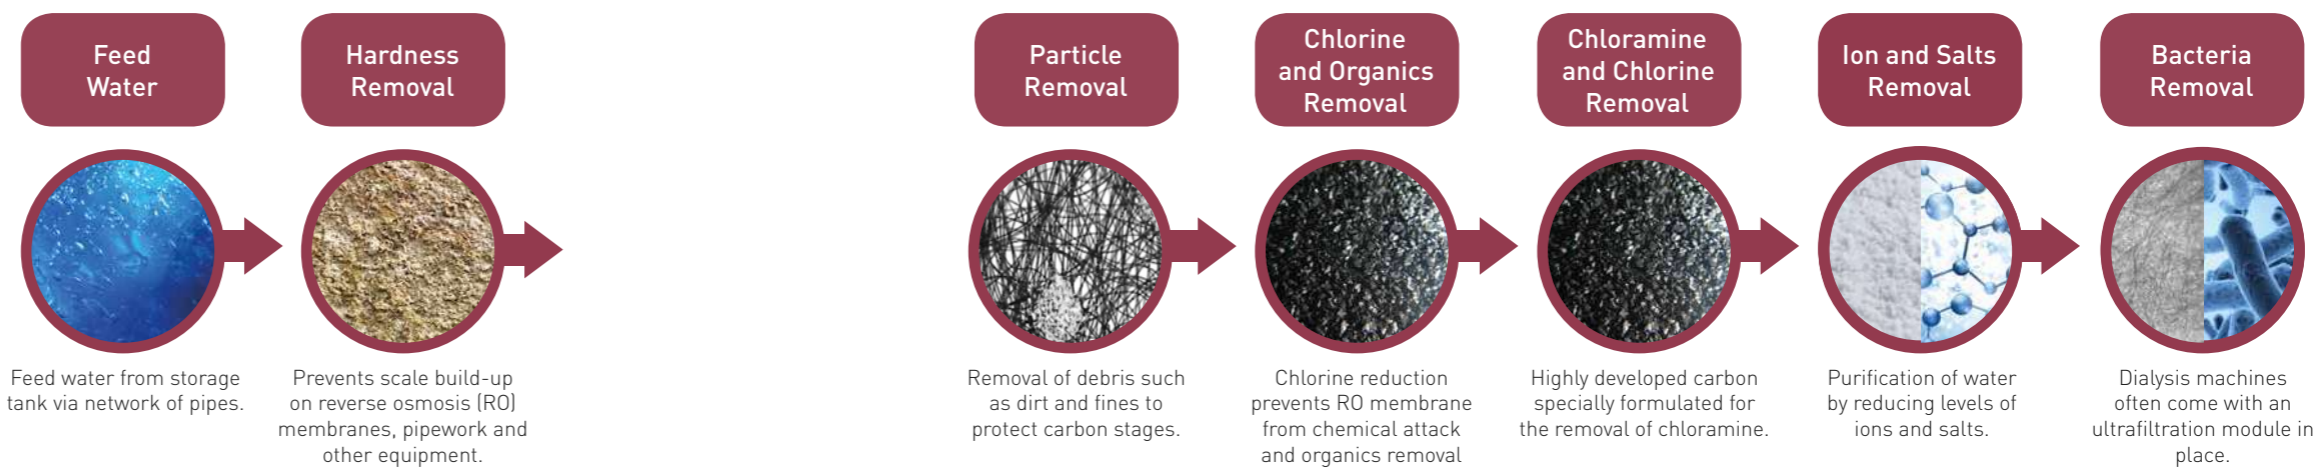 Feed
Water
Hardness
Removal
Particle
Removal
Chlorine
and Organics
Removal
Chloramine
and Chlorine
Removal
Ion and Salts
Removal
Bacteria
Removal
Feed water from storage
tank via network of pipes.
Prevents scale build-up
on reverse osmosis (RO)
membranes, pipework and
other equipment.
Removal of debris such
as dirt and fines to
protect carbon stages.
Chlorine reduction
prevents RO membrane
from chemical attack
and organics removal
Highly developed carbon
specially formulated for
the removal of chloramine.
Purification of water
by reducing levels of
ions and salts.
Dialysis machines
often come with an
ultrafiltration module in
place.